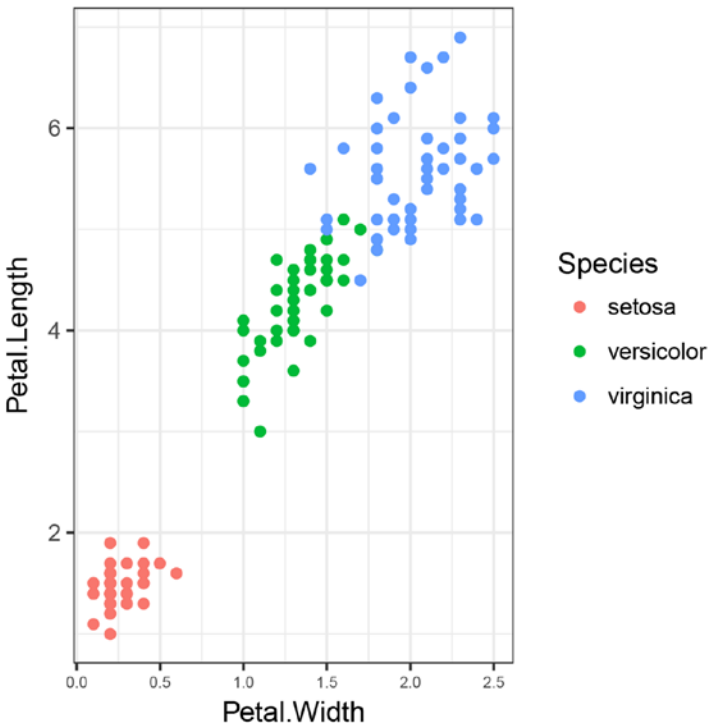 6
4
2
Petal.Length
0.0 0.5 1.0 1.5 2.0 2.5
Petal.Width
Species
setosa
versicolor
virginica